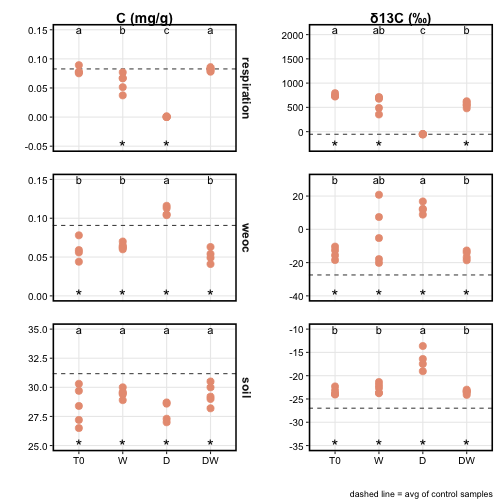 C (mg/g) δ13C (‰)
0.15 a b c a 2000 a a c b
0.10 1500
0.05 1000
0.00 500
-0.05 * * 0 * * *
respiration
0.15 b b a b 20 b ab a b
0.10 0
0.05 -20
0.00 * * * * -40 * * * *
weoc
35.0 a a a a -10 b b a b
32.5 -15
30.0 -20
27.5 -25
25.0 * * * * -30
-35 * * * *
soil
T0 W D DW T0 W D DW
dashed line = avg of control samples